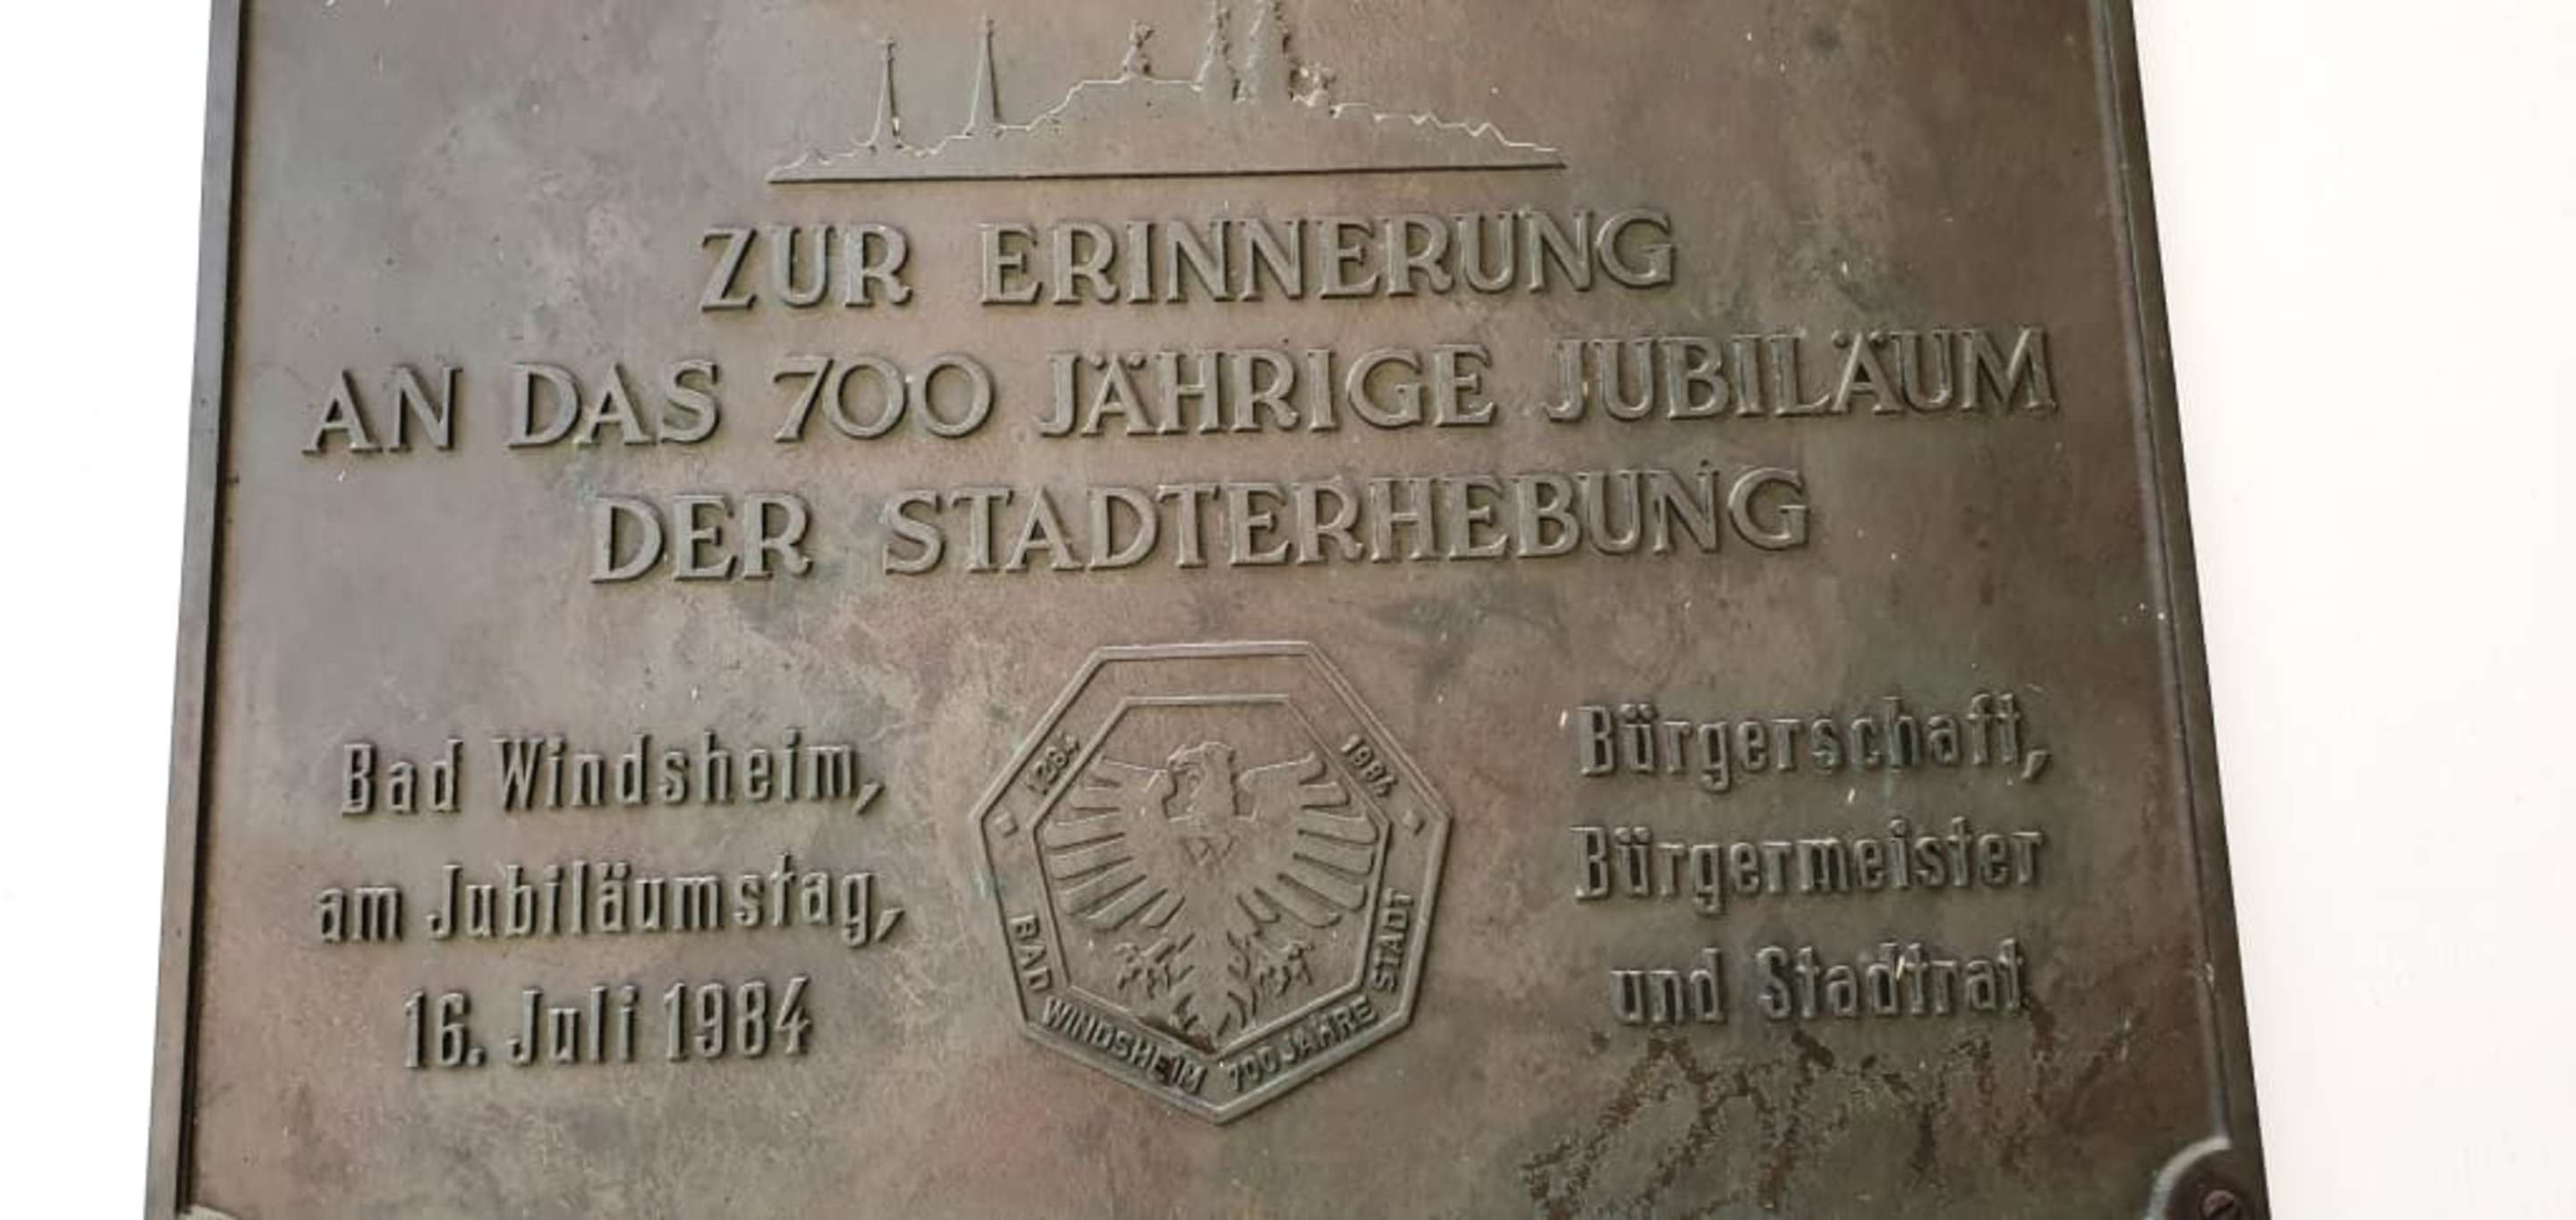 ZUR ERINNERUNG
AN DAS 700 JÄHRIGE JUBILÄUM
DER STADTERHEBUNG
Bad Windsheim,
am Jubiläumstag,
16. Juli 1984
1284
1984
W
BAD WINDSHEIM 700 JAHRE STADT
Bürgerschaft,
Bürgermeister
und Stadtrat